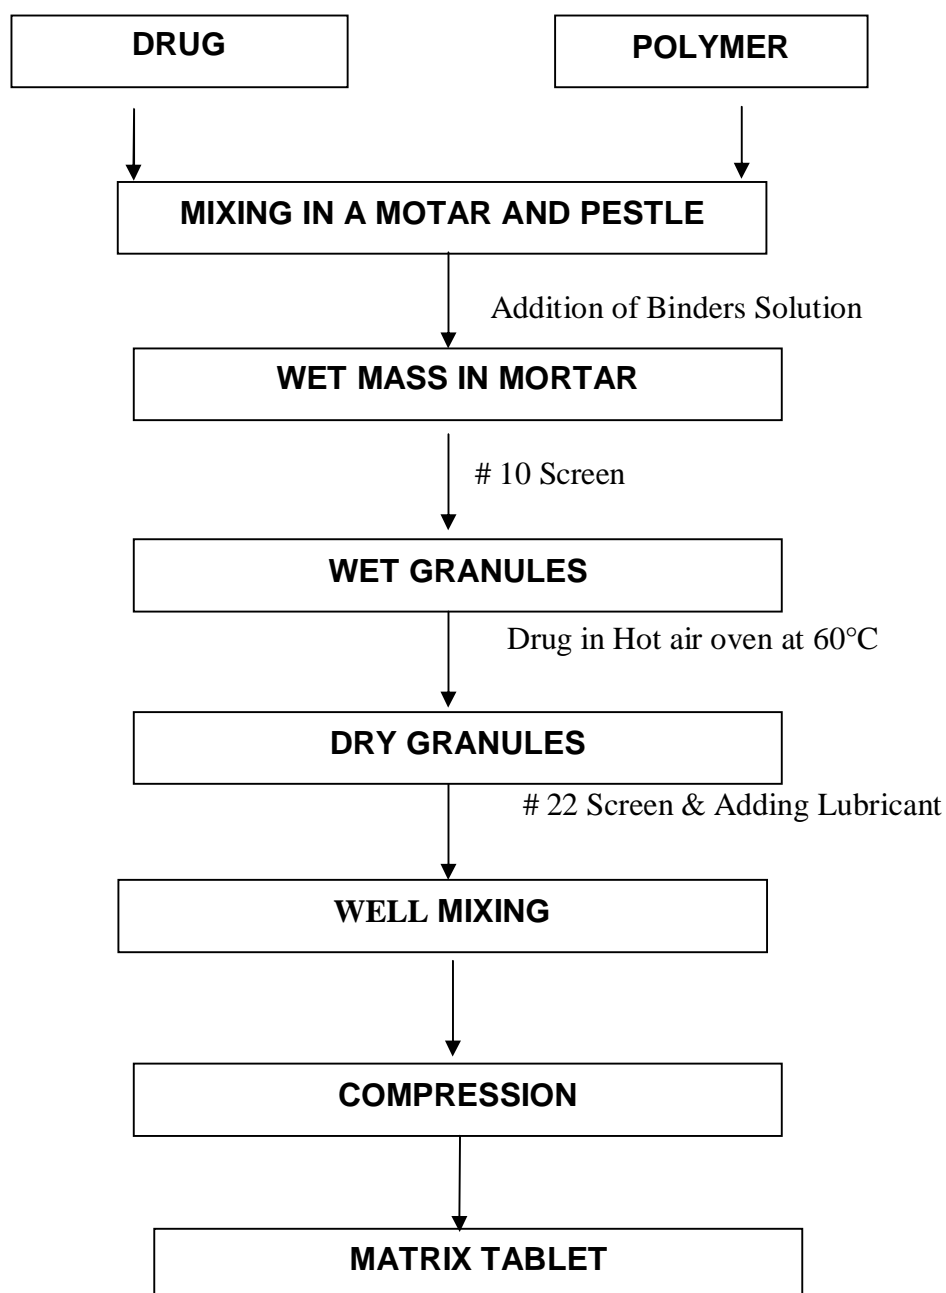 DRUG
POLYMER
MIXING IN A MOTAR AND PESTLE
Addition of Binders Solution
WET MASS IN MORTAR
# 10 Screen
WET GRANULES
Drug in Hot air oven at 60°C
DRY GRANULES
# 22 Screen & Adding Lubricant
WELL MIXING
COMPRESSION
MATRIX TABLET